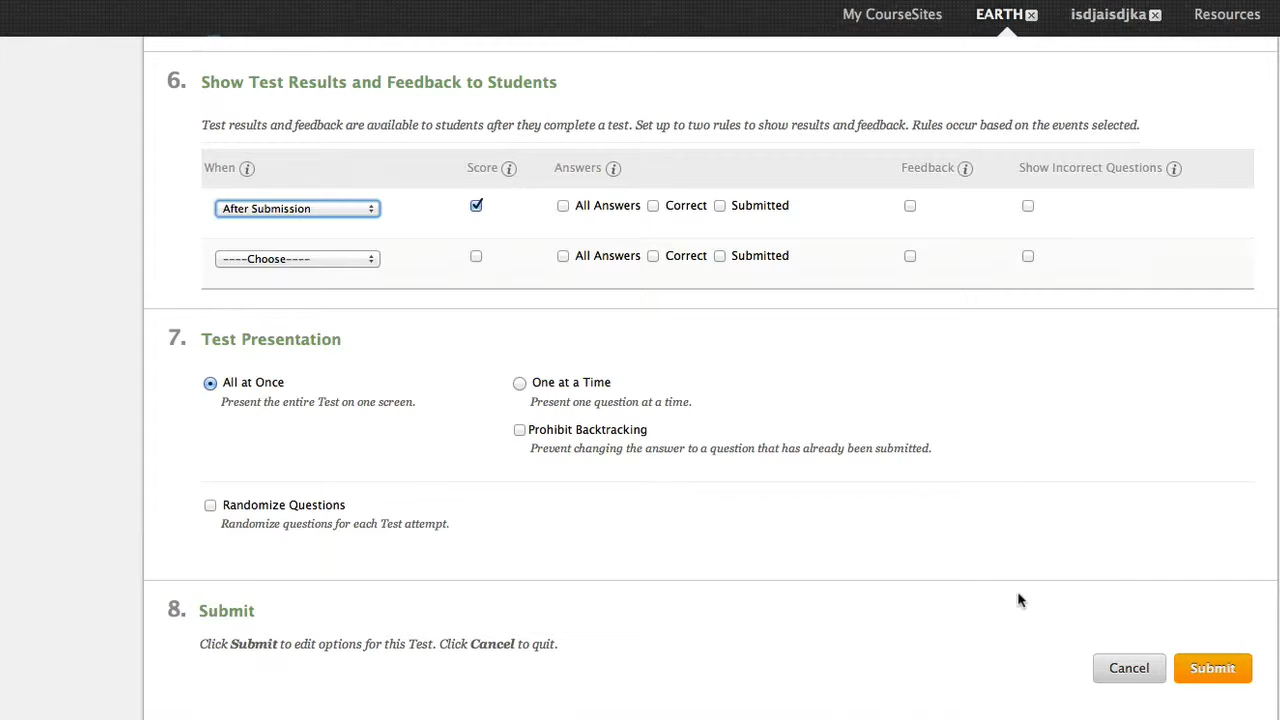 My CourseSites EARTH isdjaisdjka Resources
6. Show Test Results and Feedback to Students
Test results and feedback are available to students after they complete a test. Set up to two rules to show results and feedback. Rules occur based on the events selected.
When Score Answers Feedback Show Incorrect Questions
After Submission All Answers Correct Submitted
----Choose---- All Answers Correct Submitted
7. Test Presentation
All at Once One at a Time
Present the entire Test on one screen. Present one question at a time.
Prohibit Backtracking
Prevent changing the answer to a question that has already been submitted.
Randomize Questions
Randomize questions for each Test attempt.
8. Submit
Click Submit to edit options for this Test. Click Cancel to quit.
Cancel Submit